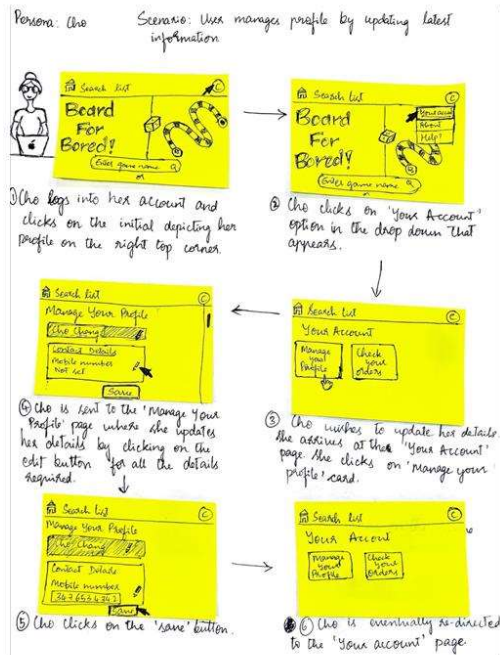 Persona: Cho Scenario: User manages profile by updating latest
information
Search list C
Board
For
Bored!
Enter game name
or
① Cho logs into her account and
clicks on the initial depicting her
profile on the right top corner.
Search list C
Board
For
Bored!
Your acc
About
Help?
Enter game name
or
② Cho clicks on 'Your Account'
option in the drop down that
appears.
Search list C
Your Account
Manage
your
Profile
Check
your
orders
③ Cho wishes to update her details.
She arrives at the 'Your Account'
page. She clicks on 'Manage your
profile' card.
Search list C
Manage Your Profile
Cho Chang
Contact Details
Mobile number
Not set
Save
④ Cho is sent to the 'Manage Your
Profile' page where she updates
her details by clicking on the
edit button for all the details
required.
Search list C
Manage Your Profile
Cho Chang
Contact Details
Mobile number
Save
⑤ Cho clicks on the 'save' button.
Search list C
Your Account
Manage
Your
Profile
Check
Your
Orders
⑥ Cho is eventually re-directed
to the 'Your account' page.